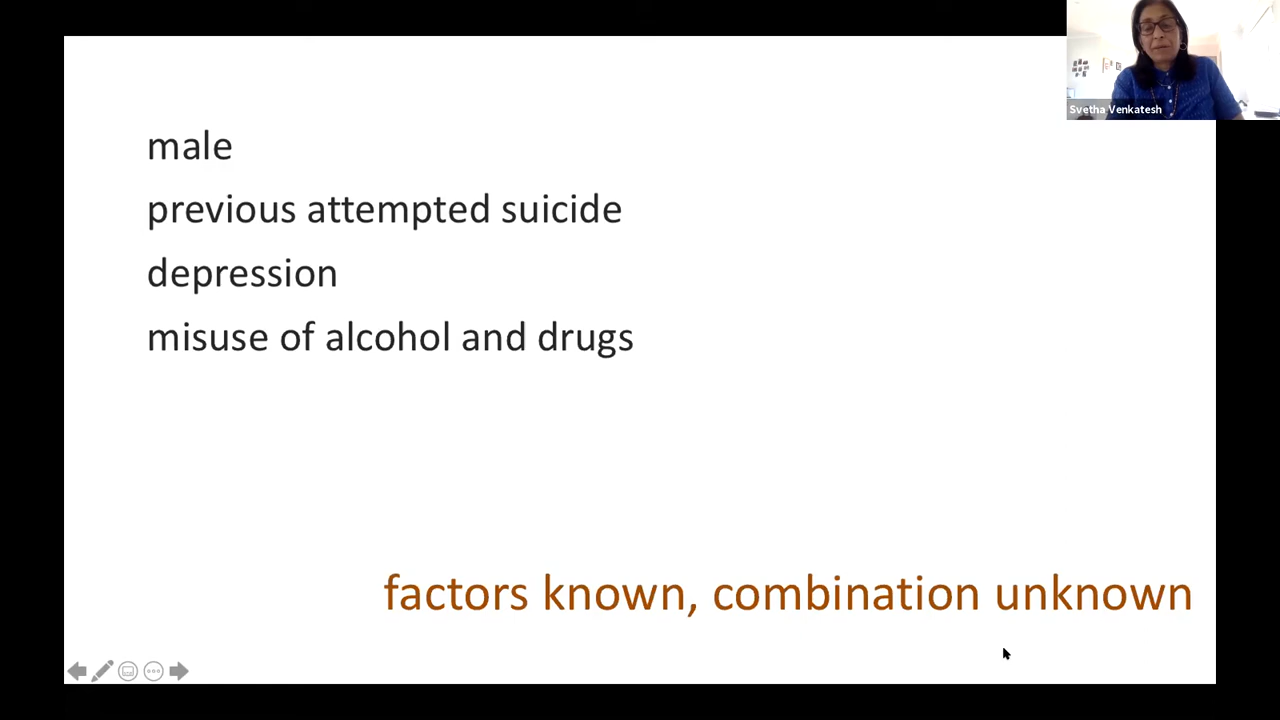 Svetha Venkatesh
male
previous attempted suicide
depression
misuse of alcohol and drugs
factors known, combination unknown